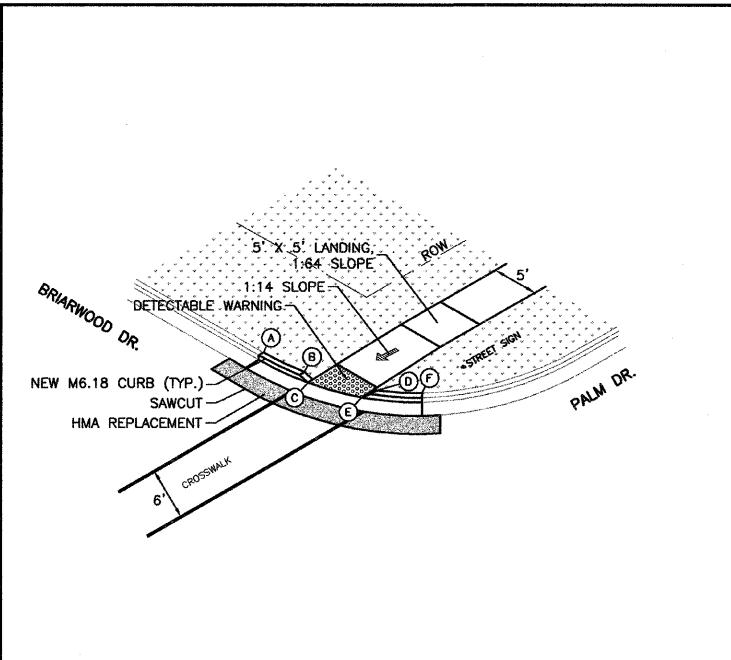 5' X 5' LANDING,
1:64 SLOPE
ROW
5'
1:14 SLOPE
DETECTABLE WARNING
BRIARWOOD DR.
A
B
STREET SIGN
D
F
NEW M6.18 CURB (TYP.)
C
SAWCUT
E
PALM DR.
HMA REPLACEMENT
CROSSWALK
6'